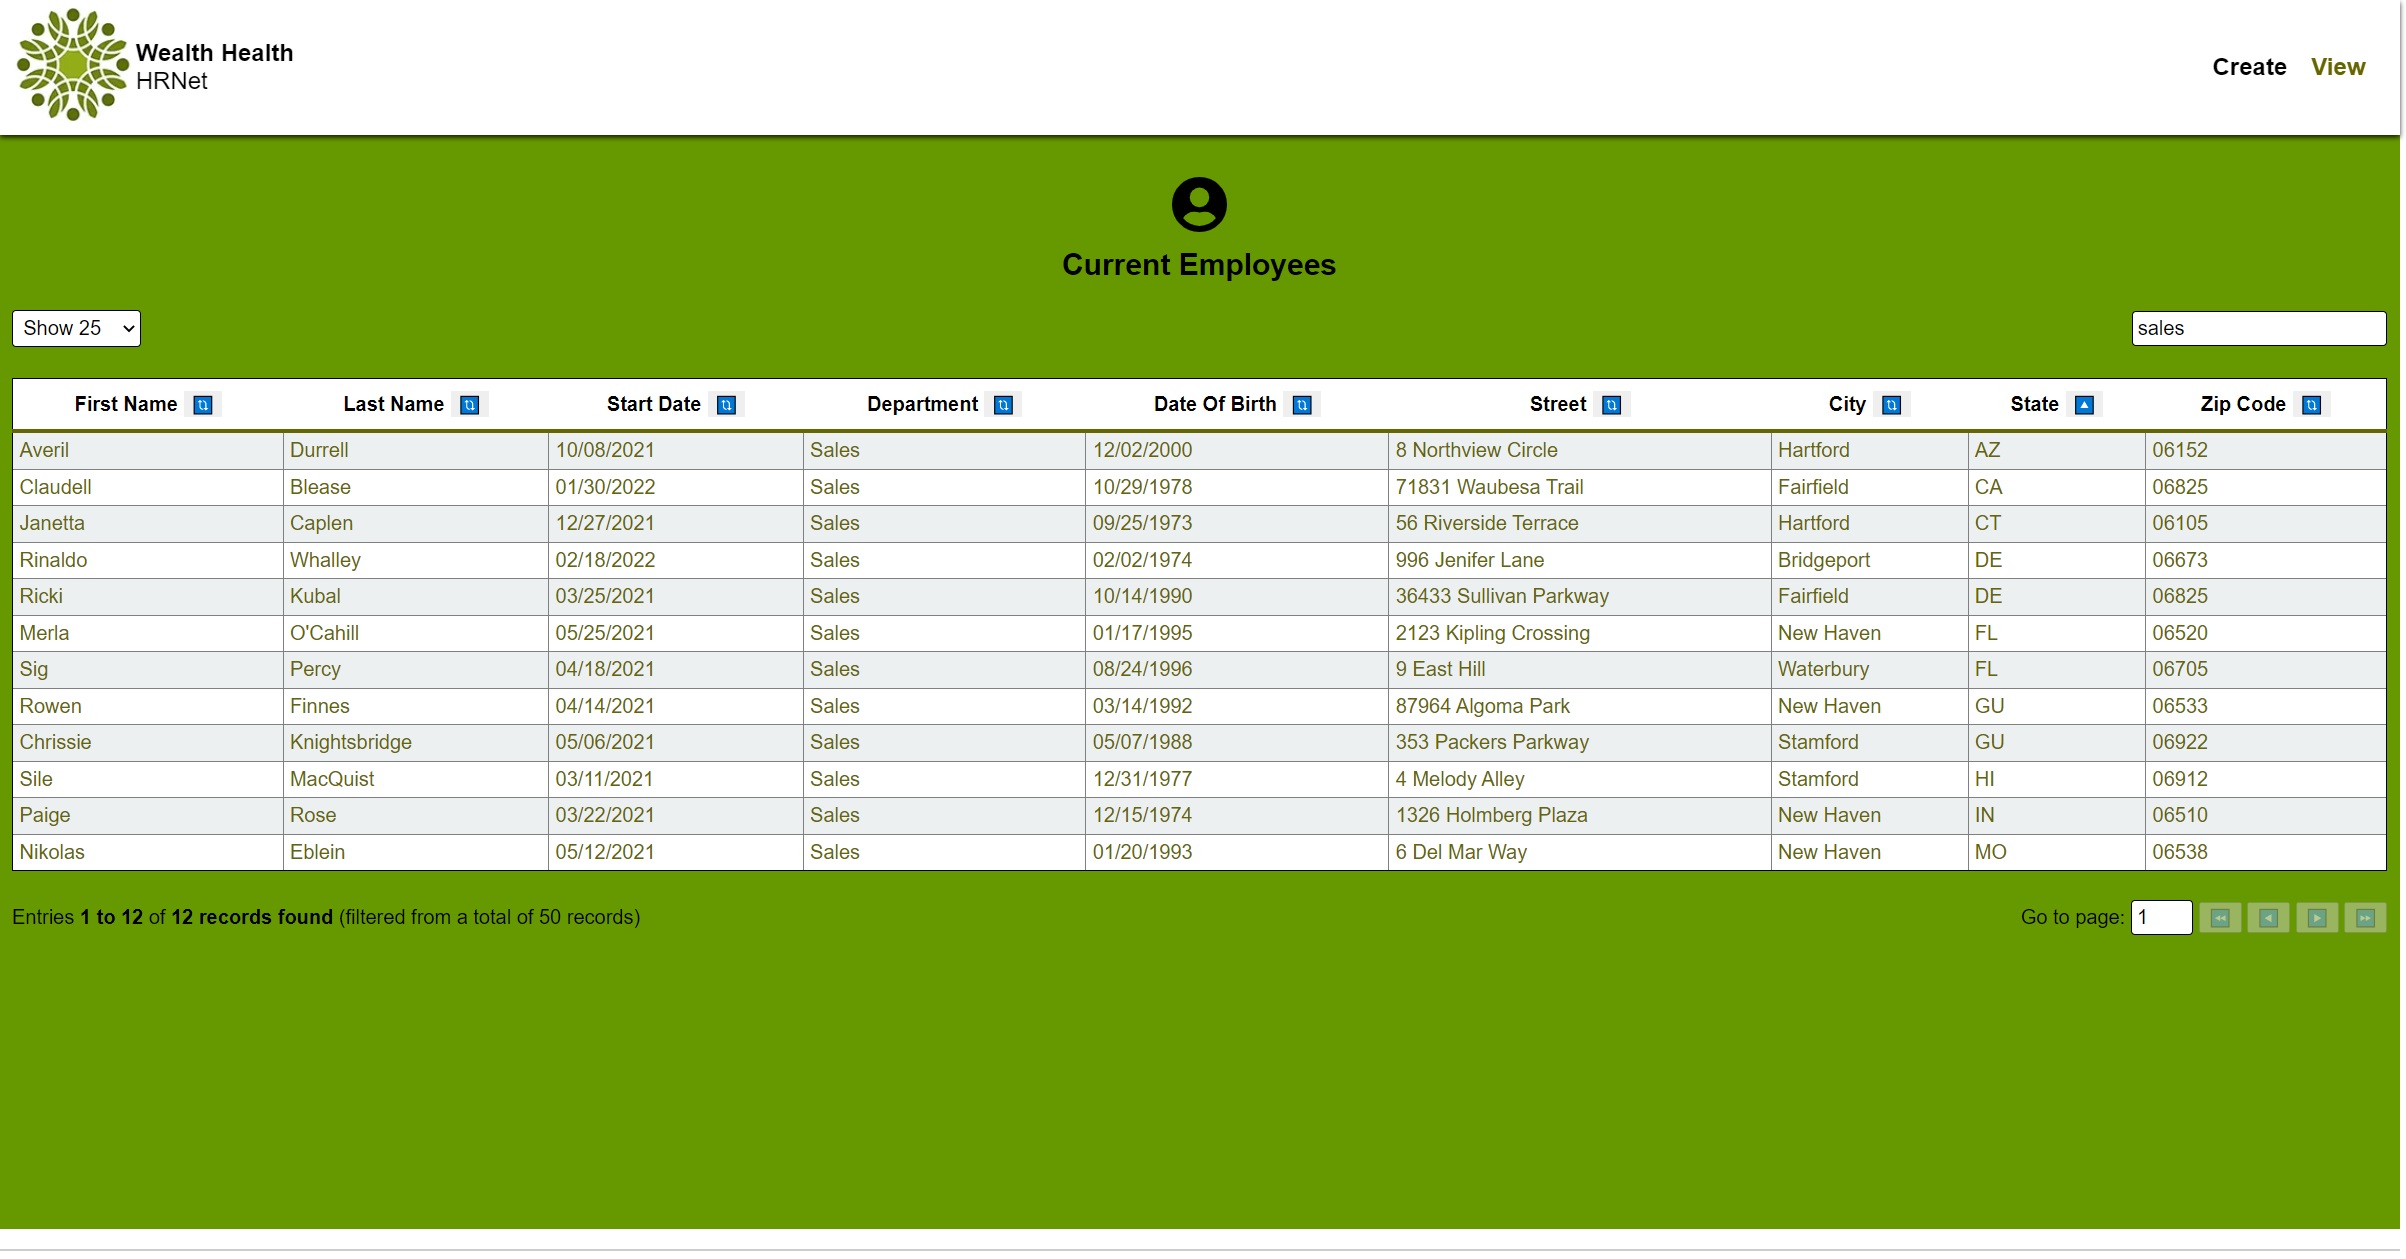 Wealth Health
HRNet
Create View
Current Employees
Show 25
sales
First Name Last Name Start Date Department Date Of Birth Street City State Zip Code
Averil Durrell 10/08/2021 Sales 12/02/2000 8 Northview Circle Hartford AZ 06152
Claudell Blease 01/30/2022 Sales 10/29/1978 71831 Waubesa Trail Fairfield CA 06825
Janetta Caplen 12/27/2021 Sales 09/25/1973 56 Riverside Terrace Hartford CT 06105
Rinaldo Whalley 02/18/2022 Sales 02/02/1974 996 Jenifer Lane Bridgeport DE 06673
Ricki Kubal 03/25/2021 Sales 10/14/1990 36433 Sullivan Parkway Fairfield DE 06825
Merla O'Cahill 05/25/2021 Sales 01/17/1995 2123 Kipling Crossing New Haven FL 06520
Sig Percy 04/18/2021 Sales 08/24/1996 9 East Hill Waterbury FL 06705
Rowen Finnes 04/14/2021 Sales 03/14/1992 87964 Algoma Park New Haven GU 06533
Chrissie Knightsbridge 05/06/2021 Sales 05/07/1988 353 Packers Parkway Stamford GU 06922
Sile MacQuist 03/11/2021 Sales 12/31/1977 4 Melody Alley Stamford HI 06912
Paige Rose 03/22/2021 Sales 12/15/1974 1326 Holmberg Plaza New Haven IN 06510
Nikolas Eblein 05/12/2021 Sales 01/20/1993 6 Del Mar Way New Haven MO 06538
Entries 1 to 12 of 12 records found (filtered from a total of 50 records)
Go to page: 1